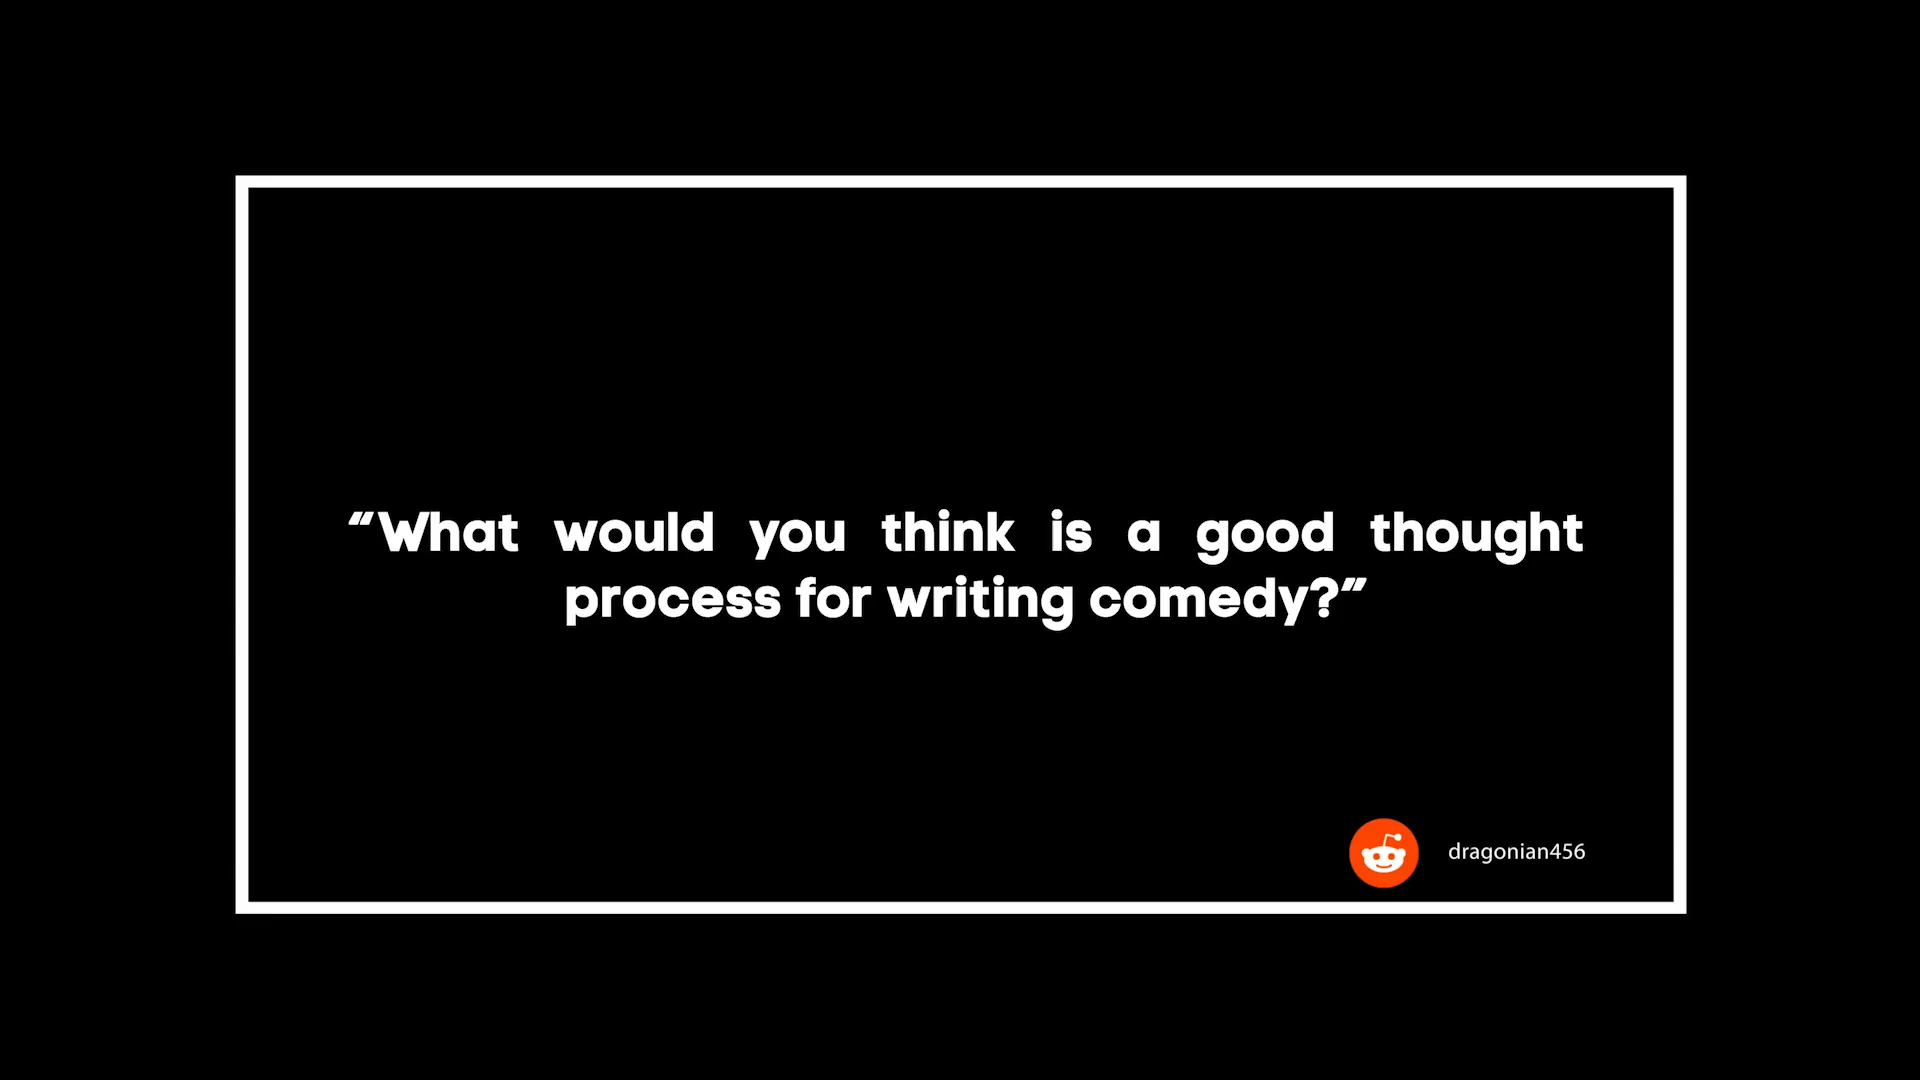 “What would you think is a good thought
process for writing comedy?”
dragonian456